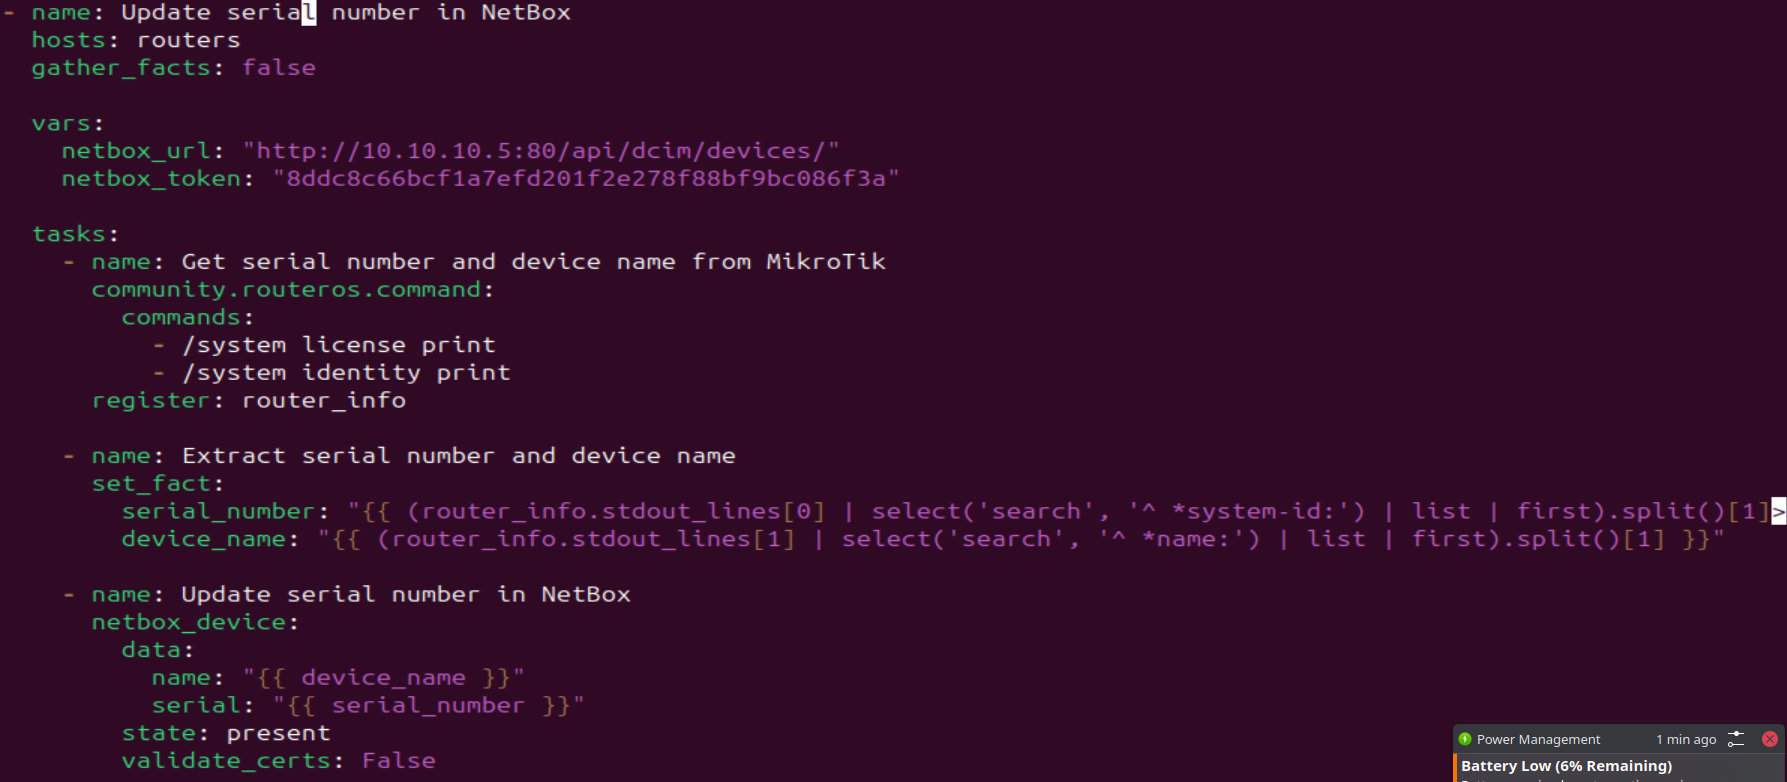 - name: Update serial number in NetBox
  hosts: routers
  gather_facts: false

  vars:
    netbox_url: "http://10.10.10.5:80/api/dcim/devices/"
    netbox_token: "8ddc8c66bcf1a7efd201f2e278f88bf9bc086f3a"

  tasks:
    - name: Get serial number and device name from MikroTik
      community.routeros.command:
        commands:
          - /system license print
          - /system identity print
      register: router_info

    - name: Extract serial number and device name
      set_fact:
        serial_number: "{{ (router_info.stdout_lines[0] | select('search', '^ *system-id:') | list | first).split()[1]>
        device_name: "{{ (router_info.stdout_lines[1] | select('search', '^ *name:') | list | first).split()[1] }}"

    - name: Update serial number in NetBox
      netbox_device:
        data:
          name: "{{ device_name }}"
          serial: "{{ serial_number }}"
        state: present
        validate_certs: False
Power Management 1 min ago
Battery Low (6% Remaining)